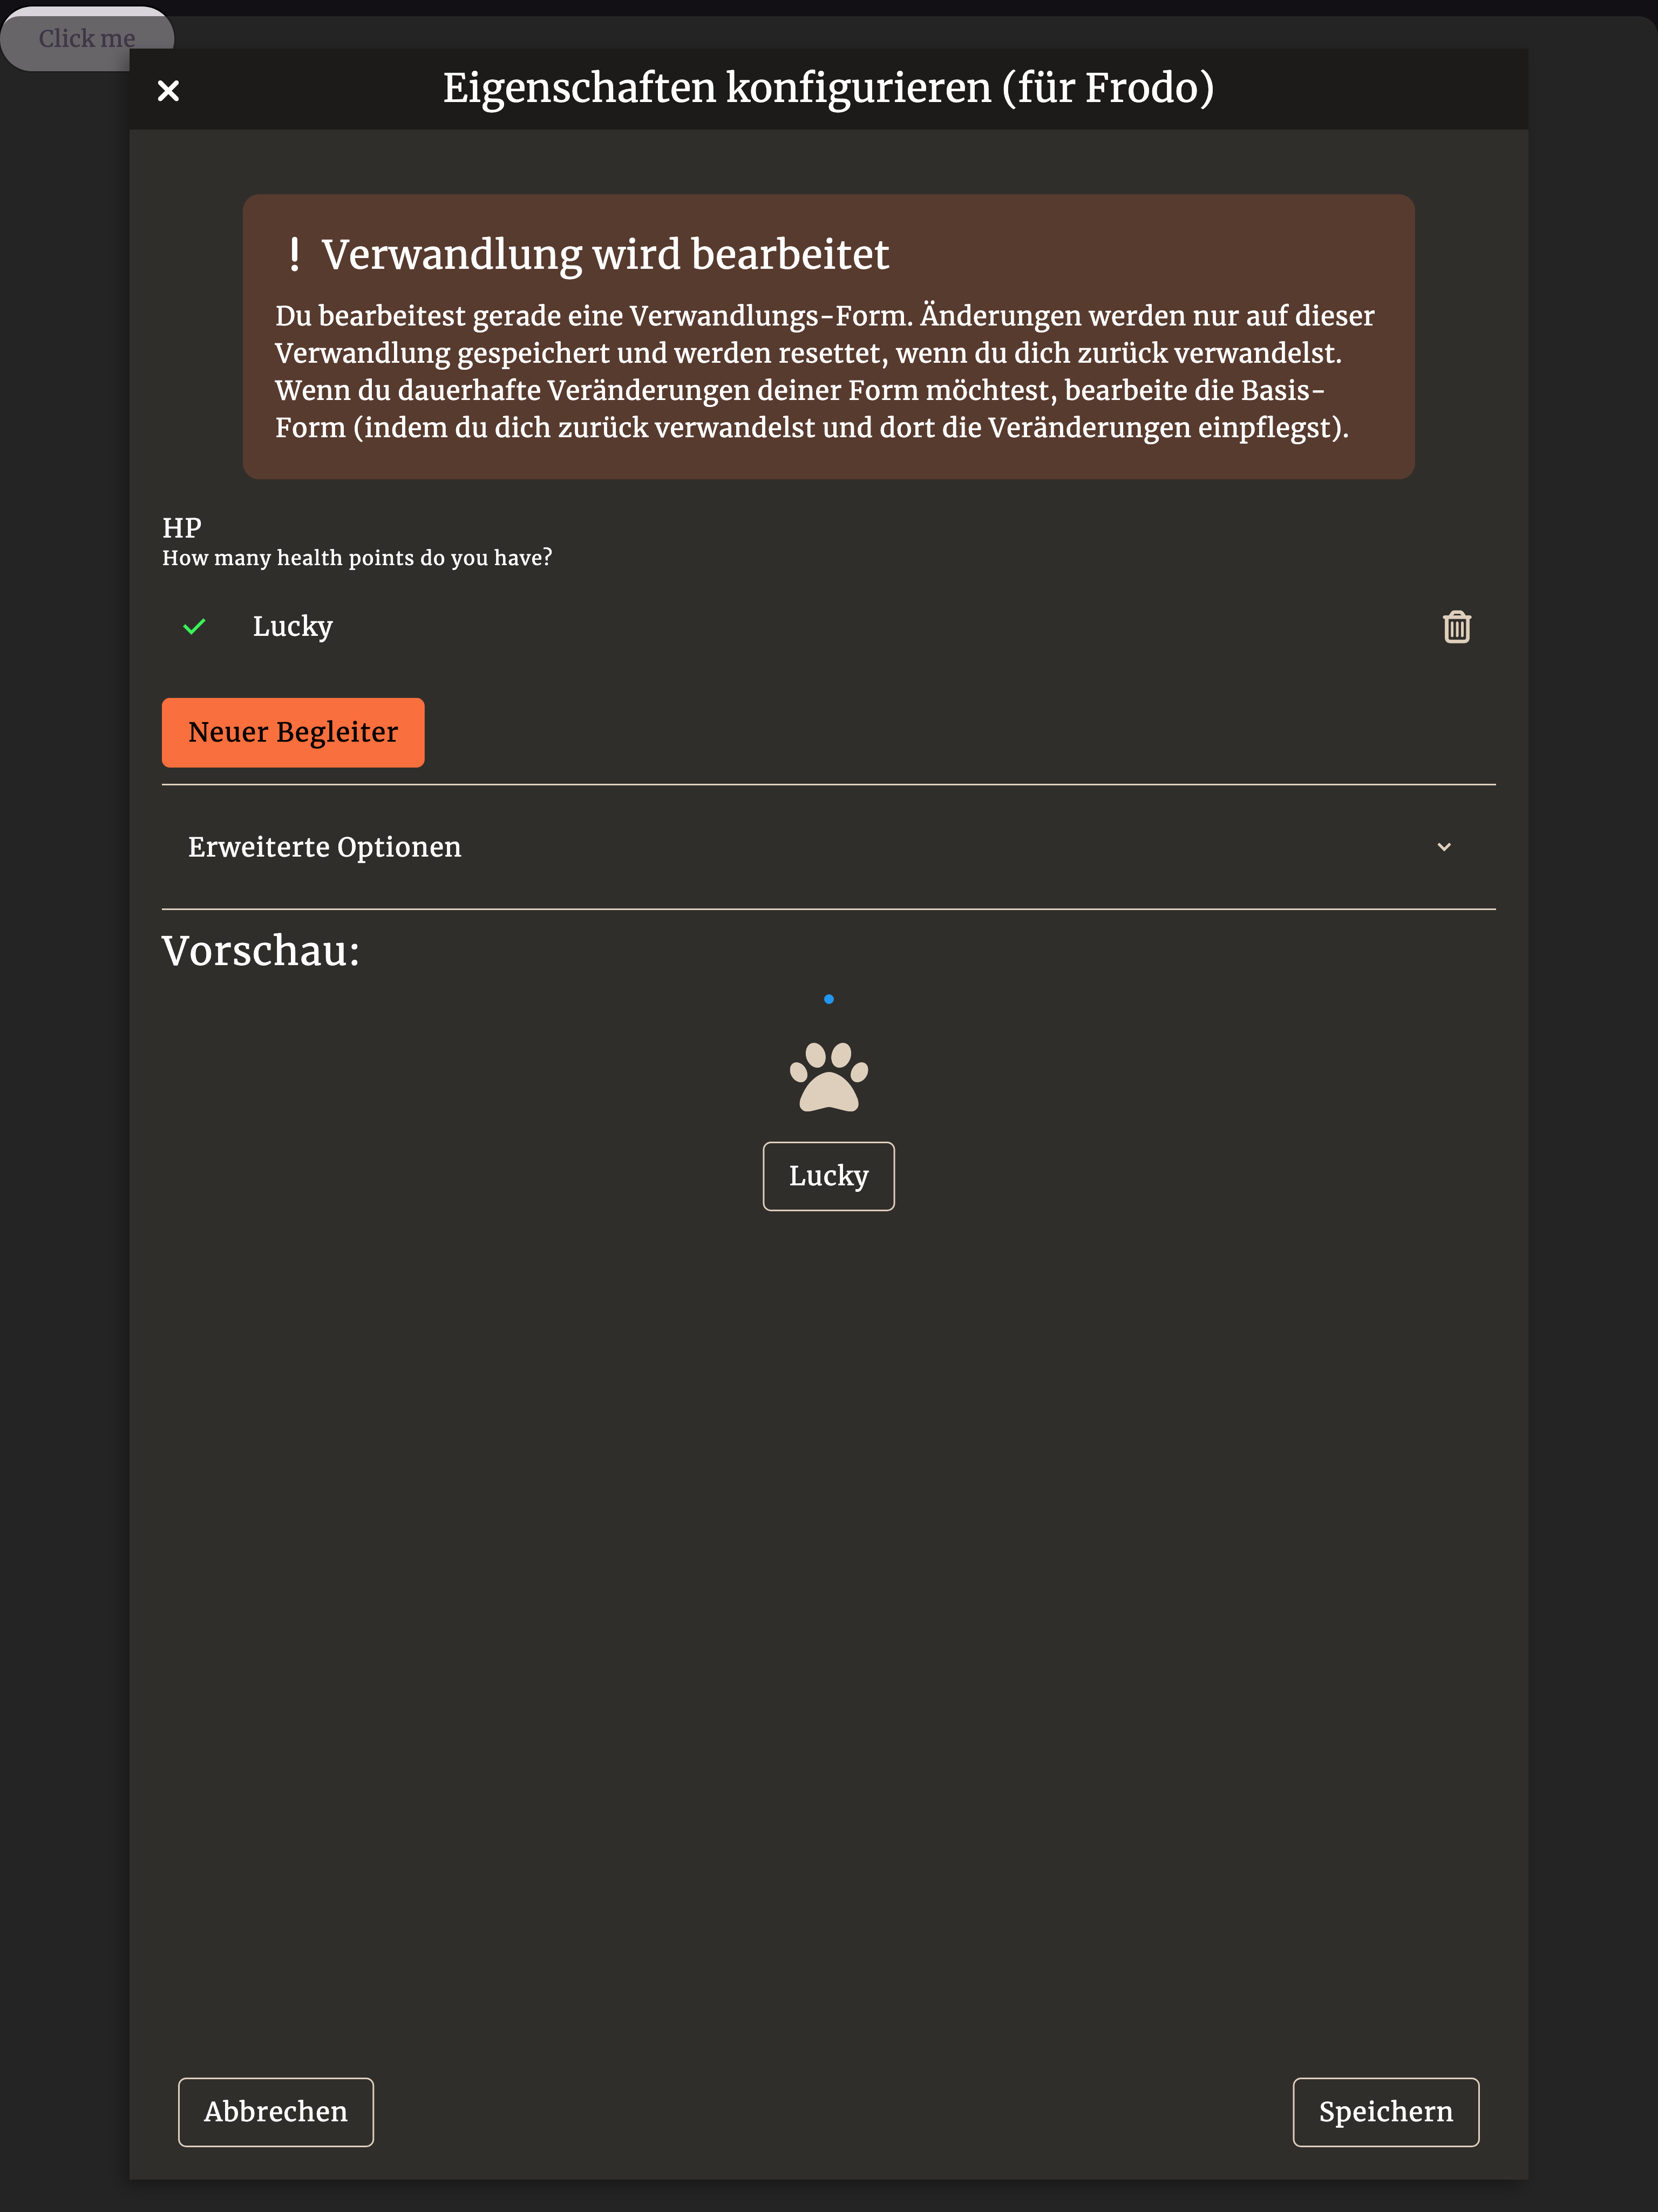 Click me
Eigenschaften konfigurieren (für Frodo)
! Verwandlung wird bearbeitet
Du bearbeitest gerade eine Verwandlungs-Form. Änderungen werden nur auf dieser
Verwandlung gespeichert und werden resettet, wenn du dich zurück verwandelst.
Wenn du dauerhafte Veränderungen deiner Form möchtest, bearbeite die Basis-
Form (indem du dich zurück verwandelst und dort die Veränderungen einpflegst).
HP
How many health points do you have?
Lucky
Neuer Begleiter
Erweiterte Optionen
Vorschau:
Lucky
Abbrechen
Speichern